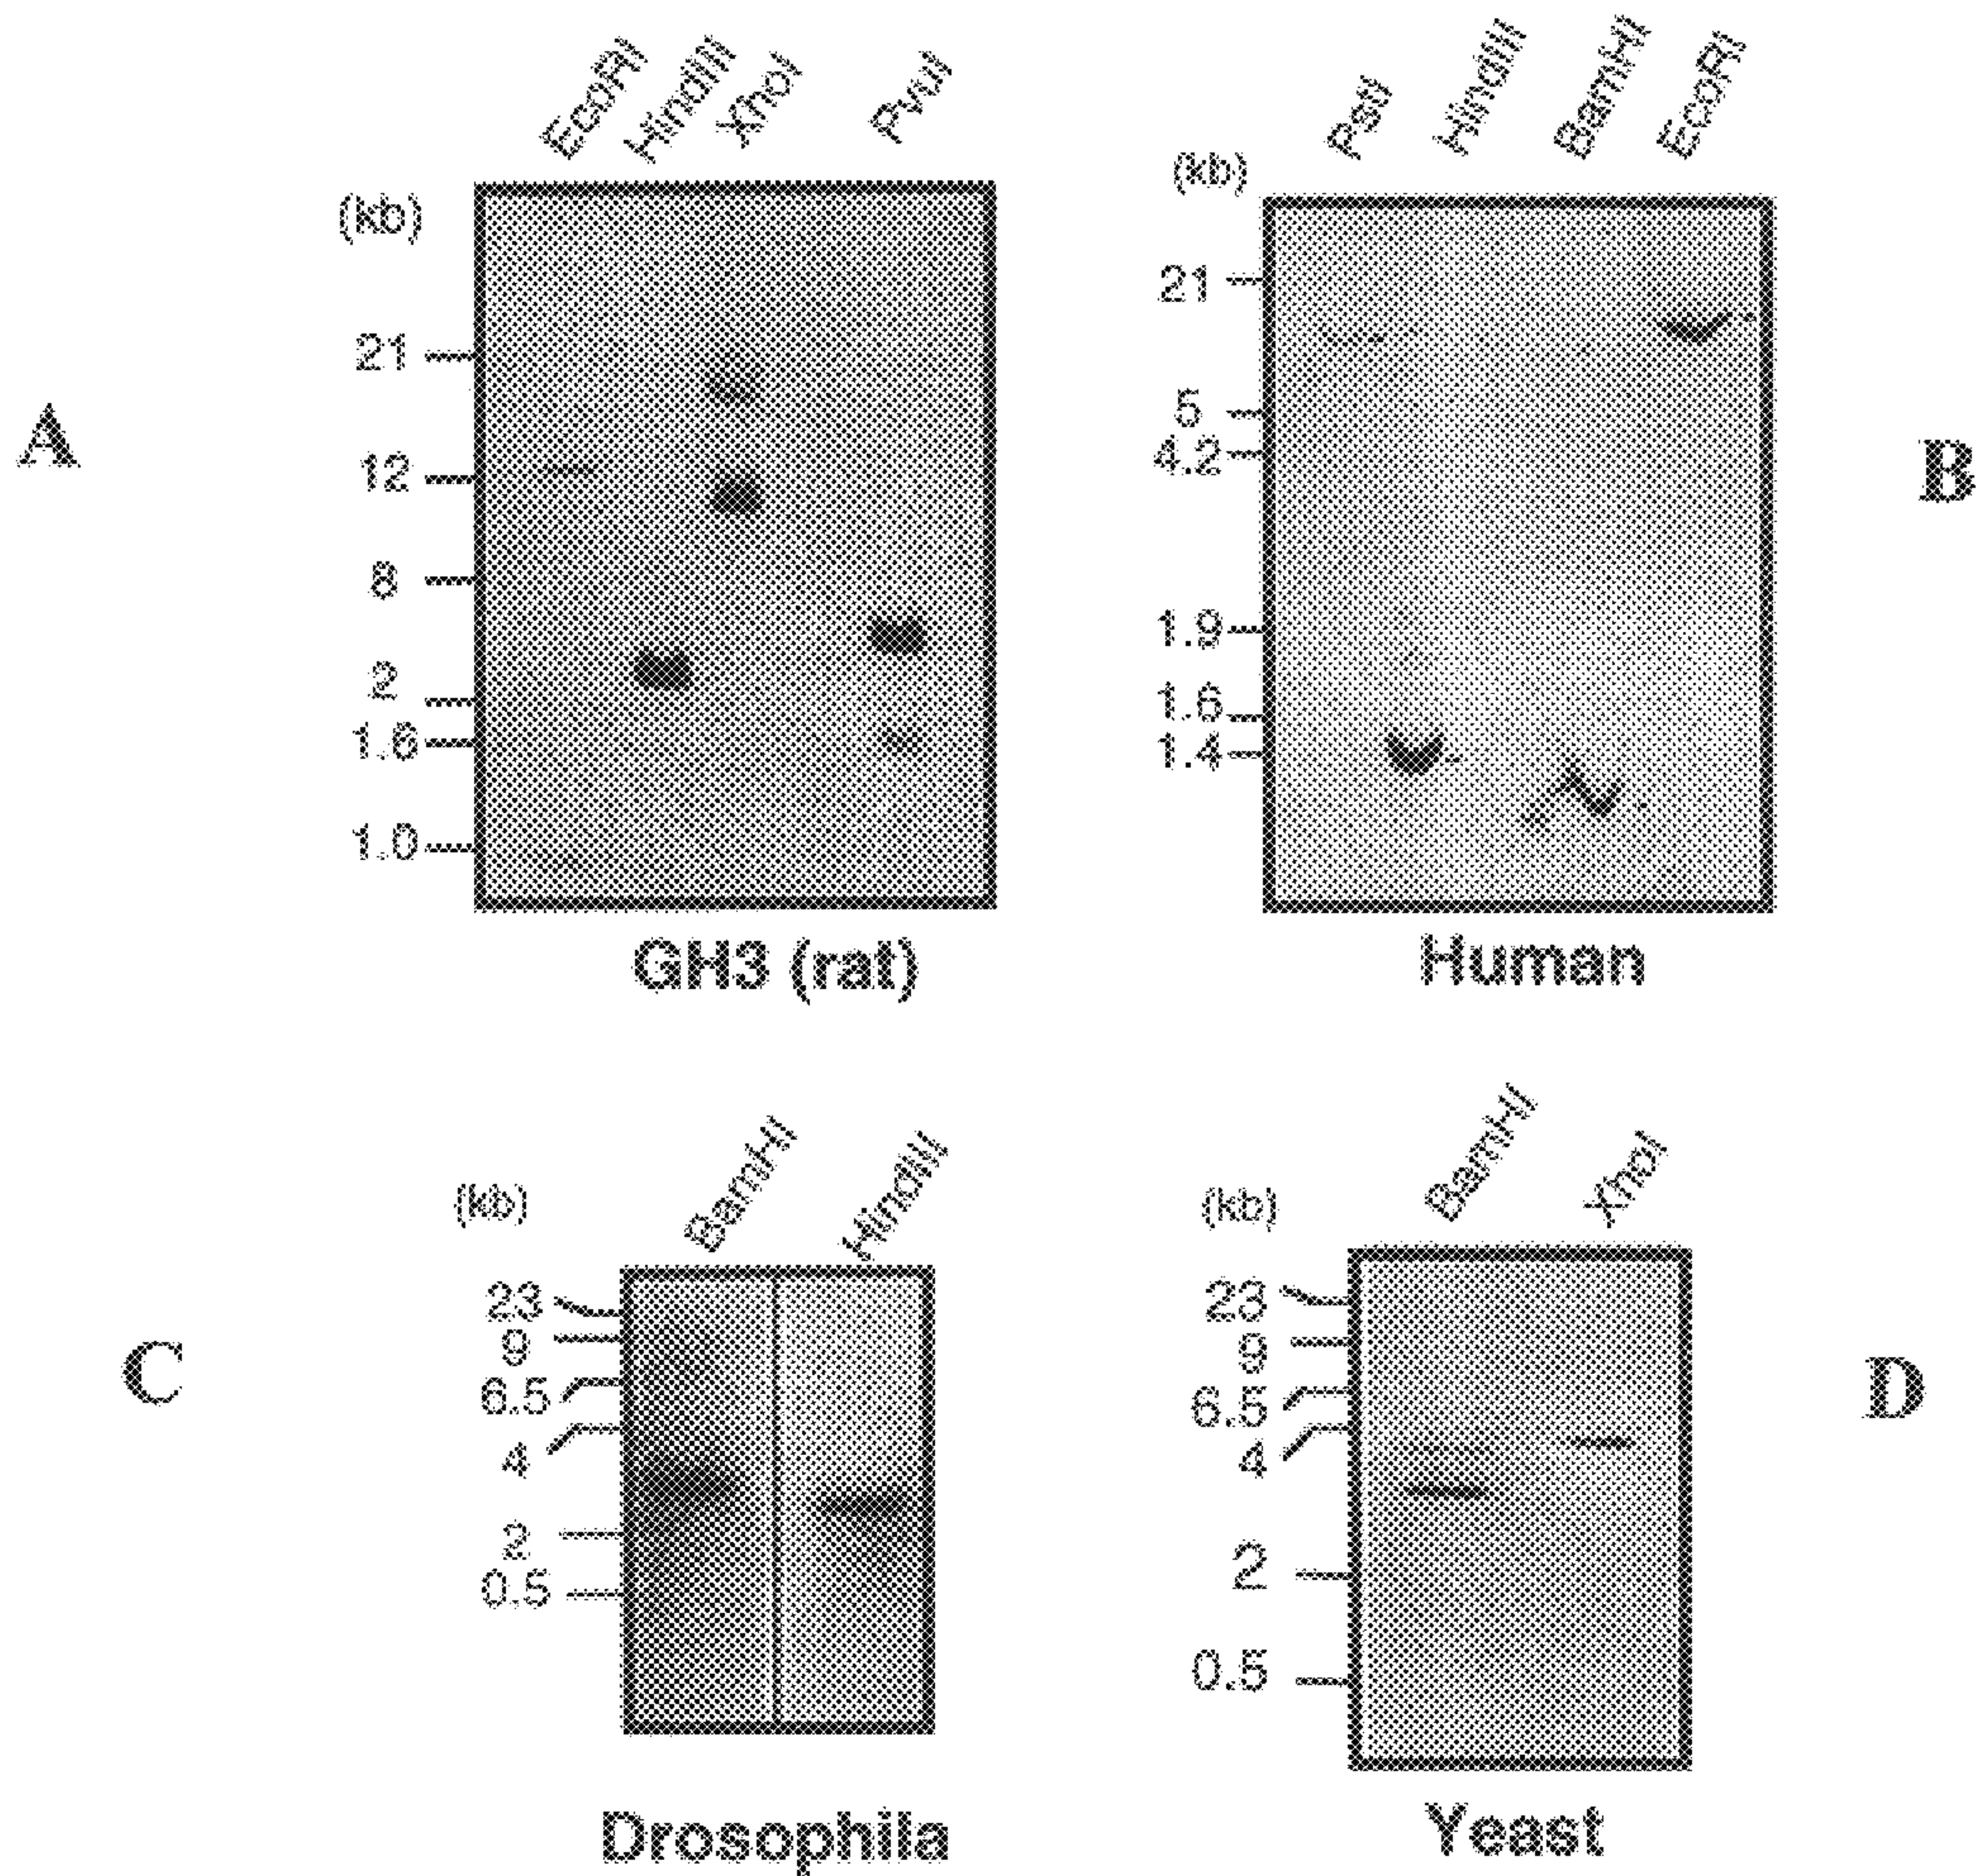 EcoRI HindIII XhoI PvuI
(kb)
21
12
8
2
1.6
1.0
A
GH3 (rat)
PstI HindIII BamHI EcoRI
(kb)
21
5
4.2
1.9
1.6
1.4
B
Human
BamHI HindIII
(kb)
23
9
6.5
4
2
0.5
C
Drosophila
BamHI XhoI
(kb)
23
9
6.5
4
2
0.5
D
Yeast